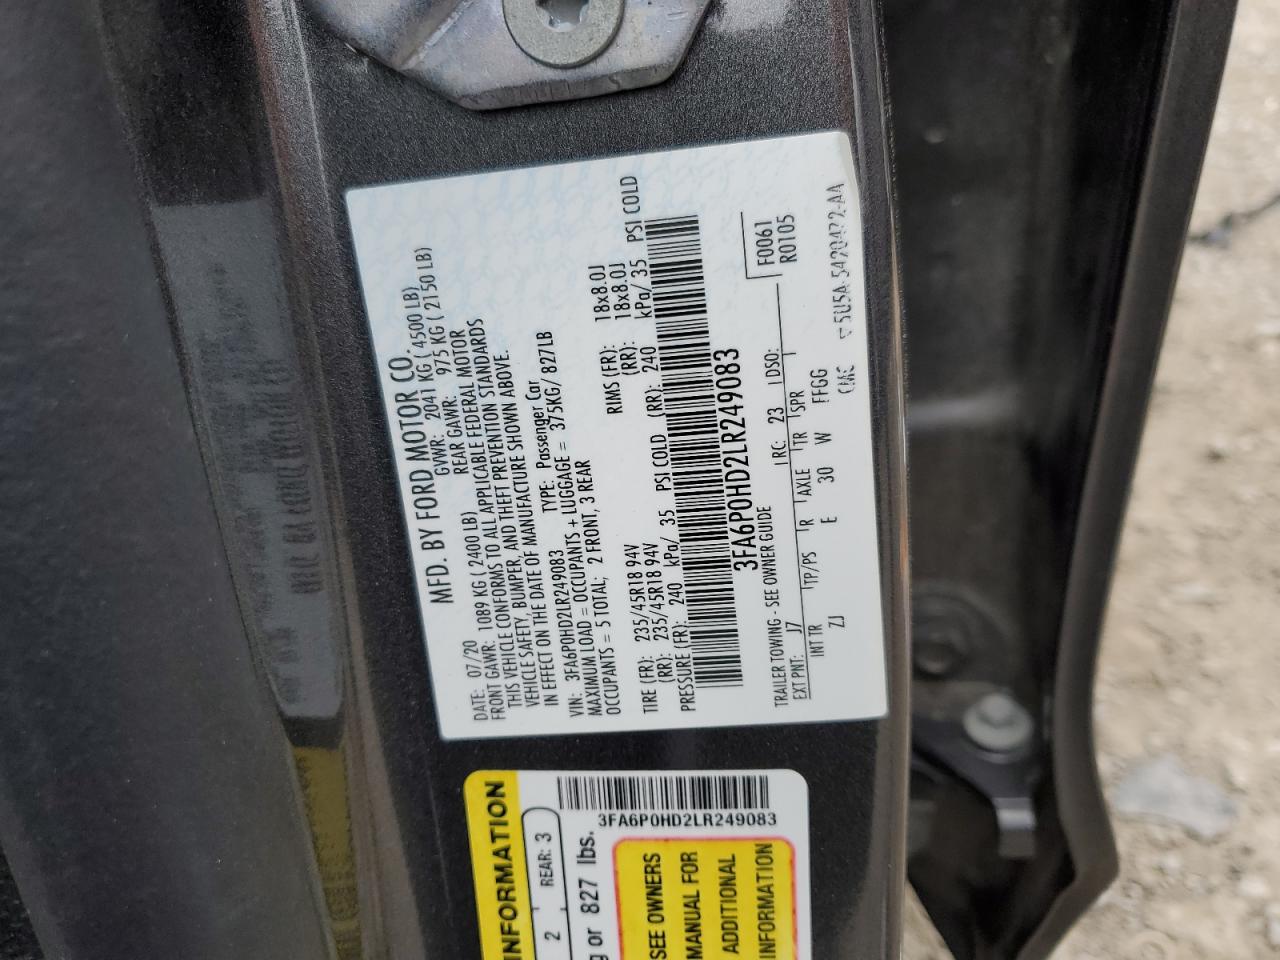 MFD. BY FORD MOTOR CO.
DATE: 07/20 GVWR: 2041 KG ( 4500 LB)
FRONT GAWR: 1089 KG (2400 LB) REAR GAWR: 975 KG ( 2150 LB)
THIS VEHICLE CONFORMS TO ALL APPLICABLE FEDERAL MOTOR
VEHICLE SAFETY, BUMPER, AND THEFT PREVENTION STANDARDS
IN EFFECT ON THE DATE OF MANUFACTURE SHOWN ABOVE.
VIN: 3FA6P0HD2LR249083 TYPE: Passenger Car
MAXIMUM LOAD = OCCUPANTS + LUGGAGE = 375KG/ 827LB
OCCUPANTS = 5 TOTAL; 2 FRONT, 3 REAR
TIRE (FR): 235/45R18 94V RIMS (FR): 18x8.0J
(RR): 235/45R18 94V (RR): 18x8.0J
PRESSURE (FR): 240 kPa/ 35 PSI COLD (RR): 240 kPa/ 35 PSI COLD
3FA6P0HD2LR249083
F0061
R0105
TRAILER TOWING - SEE OWNER GUIDE
EXT PNT: J7 RC: 23 DSO:
INT TR TP/PS R AXLE TR SPR
ZJ E 30 W FFGG
5U5A-5420472-AA
3FA6P0HD2LR249083
INFORMATION
2 REAR: 3
or 827 lbs.
SEE OWNERS
MANUAL FOR
ADDITIONAL
INFORMATION